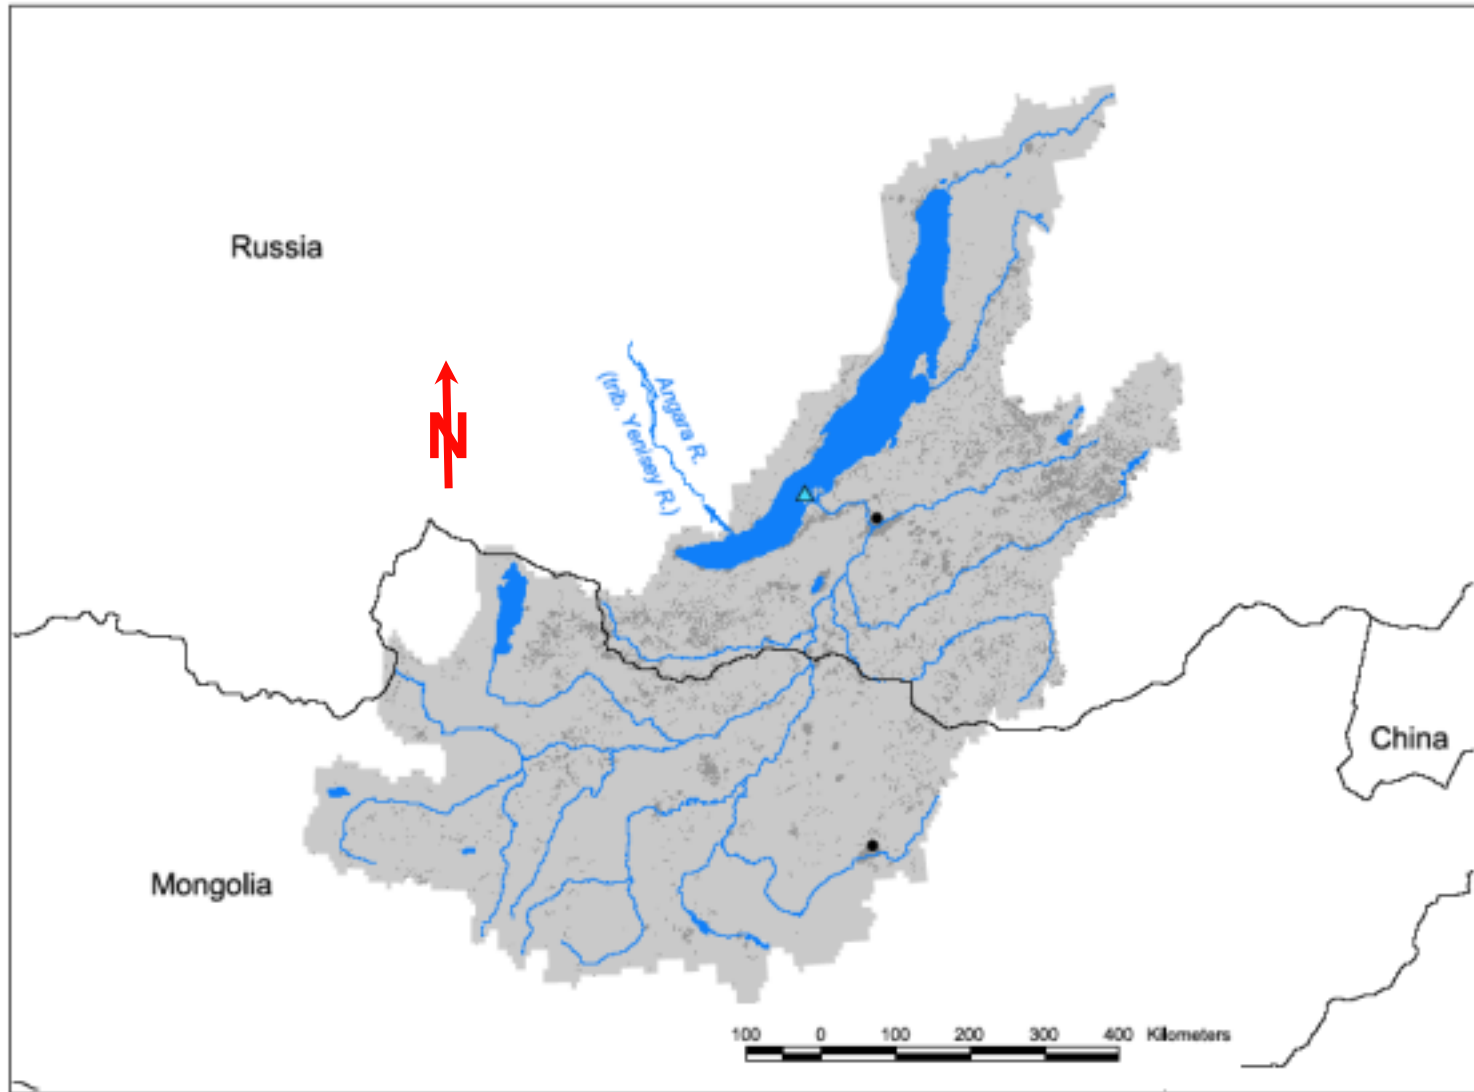 Russia
Angara R.
(trib. Yenisey R.)
N
China
Mongolia
100 0 100 200 300 400 Kilometers